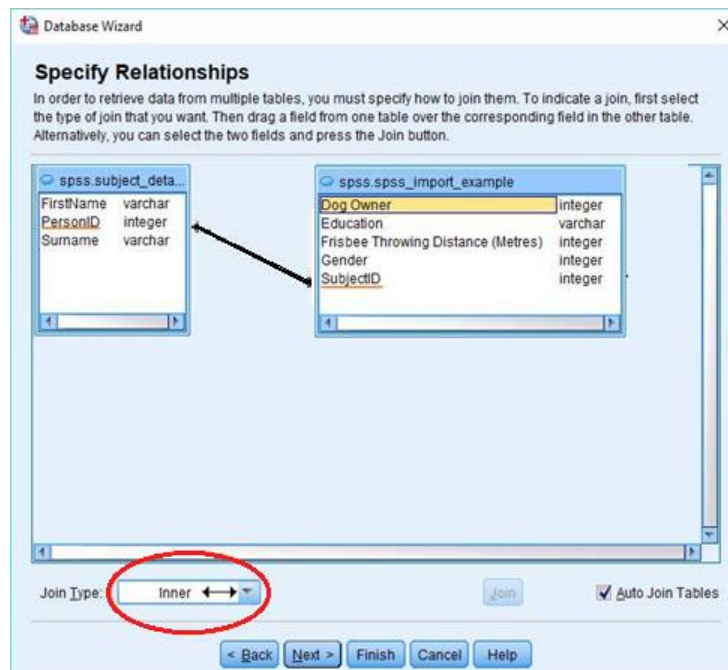 Database Wizard
Specify Relationships
In order to retrieve data from multiple tables, you must specify how to join them. To indicate a join, first select
the type of join that you want. Then drag a field from one table over the corresponding field in the other table.
Alternatively, you can select the two fields and press the Join button.
spss.subject_deta...
FirstName varchar
PersonID integer
Surname varchar
spss.spss_import_example
Dog Owner integer
Education varchar
Frisbee Throwing Distance (Metres) integer
Gender integer
SubjectID integer
Join Type: Inner Join Auto Join Tables
< Back Next > Finish Cancel Help